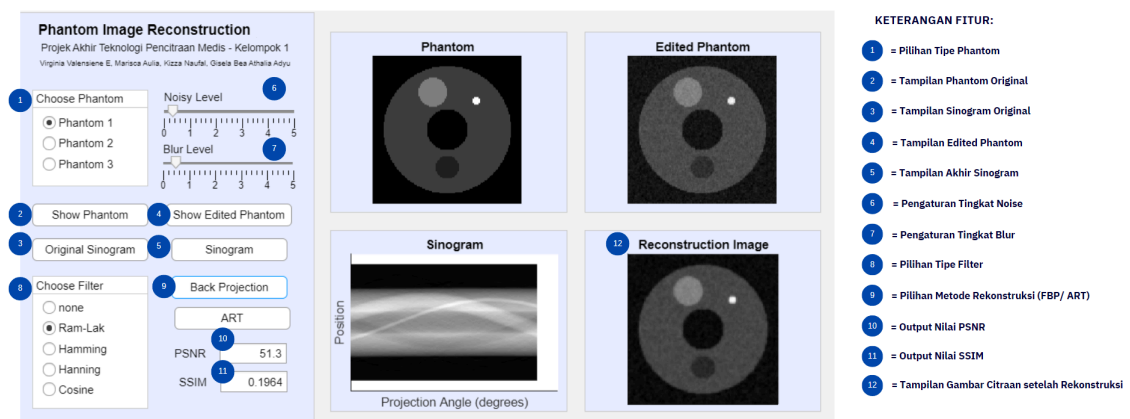 Phantom Image Reconstruction
Projek Akhir Teknologi Pencitraan Medis - Kelompok 1
Virginia Valensiene E, Marisca Aulia, Kizza Naufal, Gisela Bea Athalia Adyu
1
Choose Phantom
Phantom 1
Phantom 2
Phantom 3
6
Noisy Level
0 1 2 3 4 5
7
Blur Level
0 1 2 3 4 5
2
Show Phantom
4
Show Edited Phantom
3
Original Sinogram
5
Sinogram
8
Choose Filter
none
Ram-Lak
Hamming
Hanning
Cosine
9
Back Projection
ART
10
PSNR 51.3
11
SSIM 0.1964
Phantom
Edited Phantom
Sinogram
Position
Projection Angle (degrees)
12
Reconstruction Image
KETERANGAN FITUR:
1 = Pilihan Tipe Phantom
2 = Tampilan Phantom Original
3 = Tampilan Sinogram Original
4 = Tampilan Edited Phantom
5 = Tampilan Akhir Sinogram
6 = Pengaturan Tingkat Noise
7 = Pengaturan Tingkat Blur
8 = Pilihan Tipe Filter
9 = Pilihan Metode Rekonstruksi (FBP/ ART)
10 = Output Nilai PSNR
11 = Output Nilai SSIM
12 = Tampilan Gambar Citraan setelah Rekonstruksi